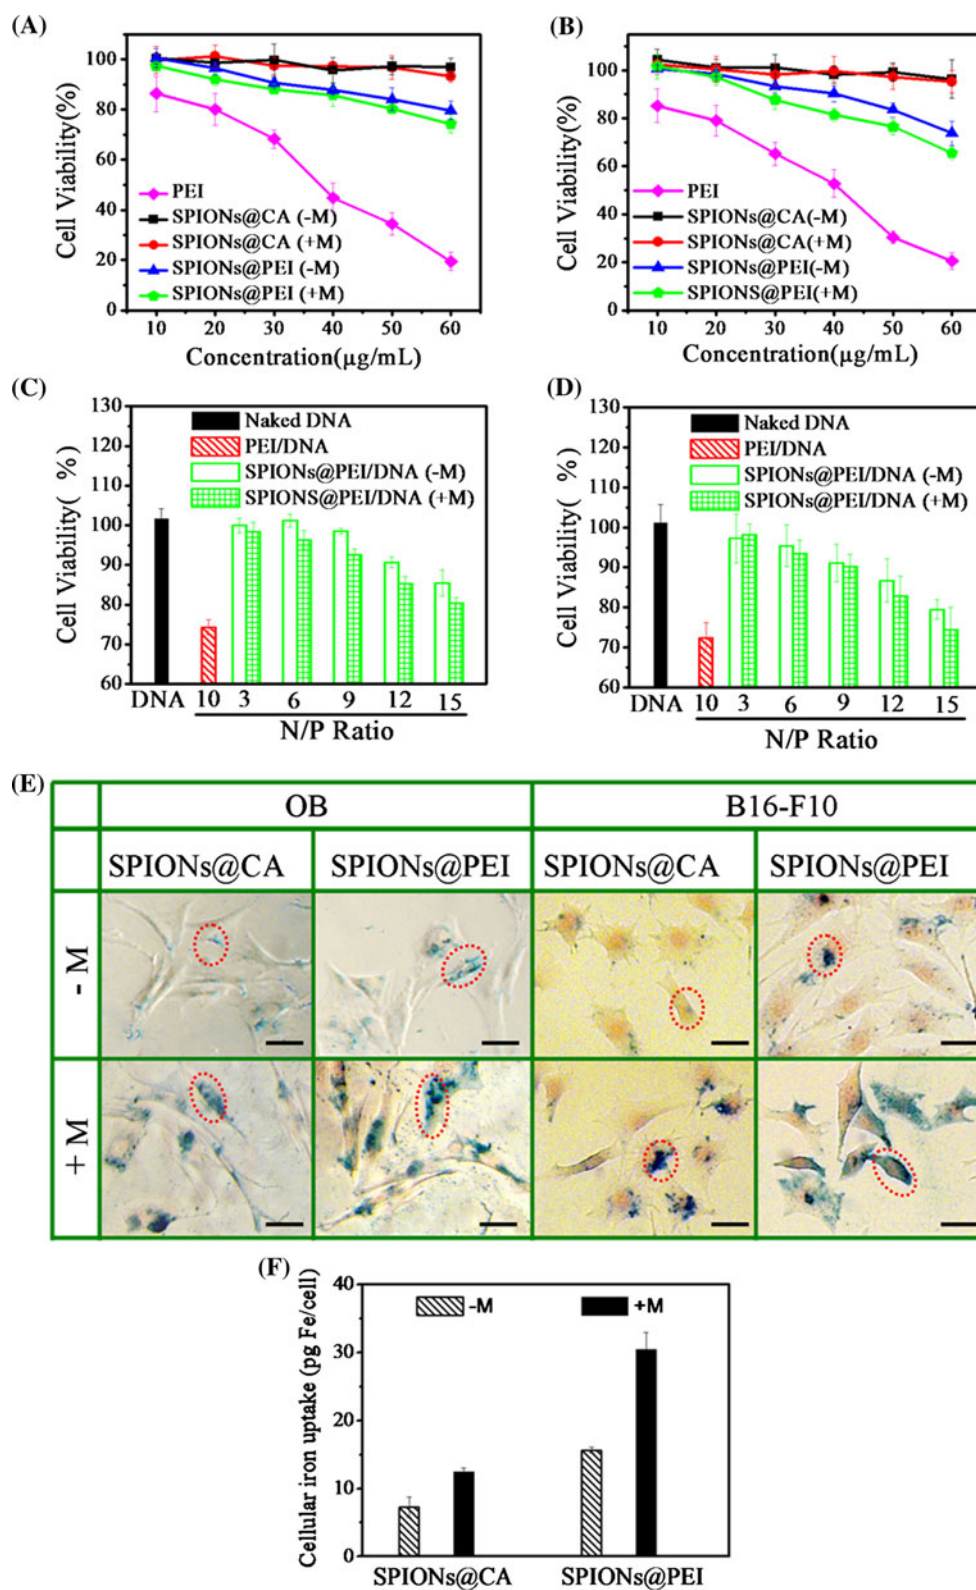 (A)
Cell Viability(%)
120
100
80
60
40
20
0
PEI
SPIONs@CA (-M)
SPIONs@CA (+M)
SPIONs@PEI (-M)
SPIONs@PEI (+M)
10 20 30 40 50 60
Concentration(μg/mL)
(B)
Cell Viability(%)
120
100
80
60
40
20
0
PEI
SPIONs@CA(-M)
SPIONs@CA(+M)
SPIONs@PEI(-M)
SPIONS@PEI(+M)
10 20 30 40 50 60
Concentration(μg/mL)
(C)
Cell Viability( %)
130
120
110
100
90
80
70
60
Naked DNA
PEI/DNA
SPIONs@PEI/DNA (-M)
SPIONS@PEI/DNA (+M)
DNA 10 3 6 9 12 15
N/P Ratio
(D)
Cell Viability( %)
130
120
110
100
90
80
70
60
Naked DNA
PEI/DNA
SPIONs@PEI/DNA (-M)
SPIONs@PEI/DNA (+M)
DNA 10 3 6 9 12 15
N/P Ratio
(E)
OB B16-F10
SPIONs@CA SPIONs@PEI SPIONs@CA SPIONs@PEI
- M
+ M
(F)
Cellular iron uptake (pg Fe/cell)
40
30
20
10
0
-M +M
SPIONs@CA SPIONs@PEI